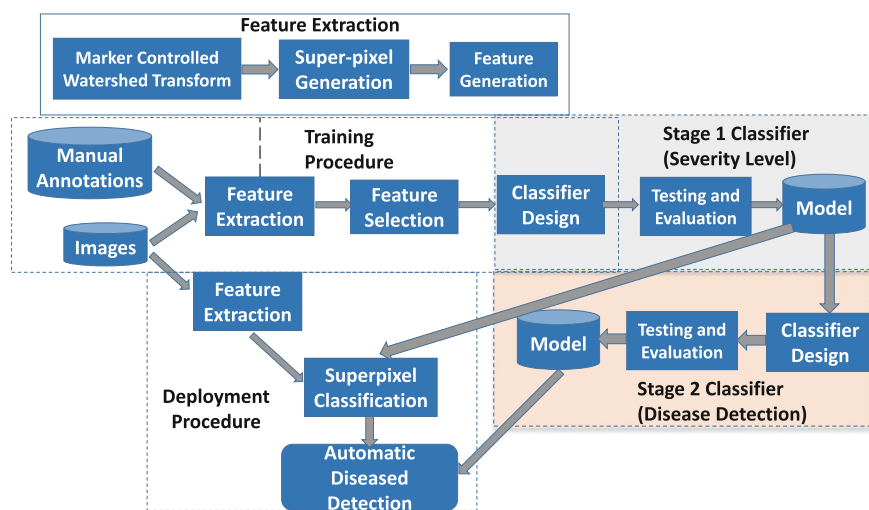 Feature Extraction
Marker Controlled
Watershed Transform
Super-pixel
Generation
Feature
Generation
Training
Procedure
Stage 1 Classifier
(Severity Level)
Manual
Annotations
Images
Feature
Extraction
Feature
Selection
Classifier
Design
Testing and
Evaluation
Model
Feature
Extraction
Deployment
Procedure
Superpixel
Classification
Automatic
Diseased
Detection
Model
Testing and
Evaluation
Classifier
Design
Stage 2 Classifier
(Disease Detection)